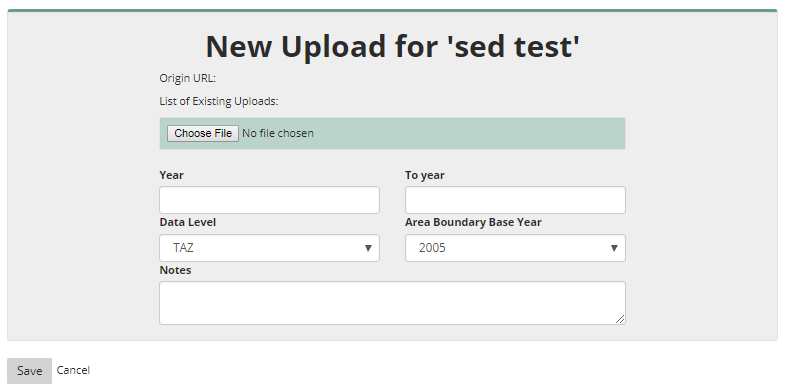 New Upload for 'sed test'
Origin URL:
List of Existing Uploads:
Choose File No file chosen
Year To year
Data Level Area Boundary Base Year
TAZ 2005
Notes
Save Cancel